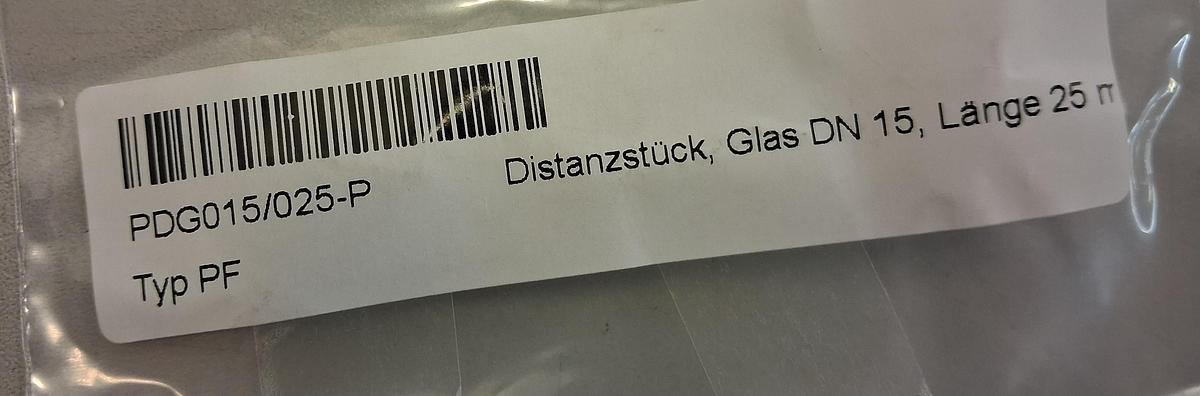 PDG015/025-P
Distanzstück, Glas DN 15, Länge 25 m
Typ PF